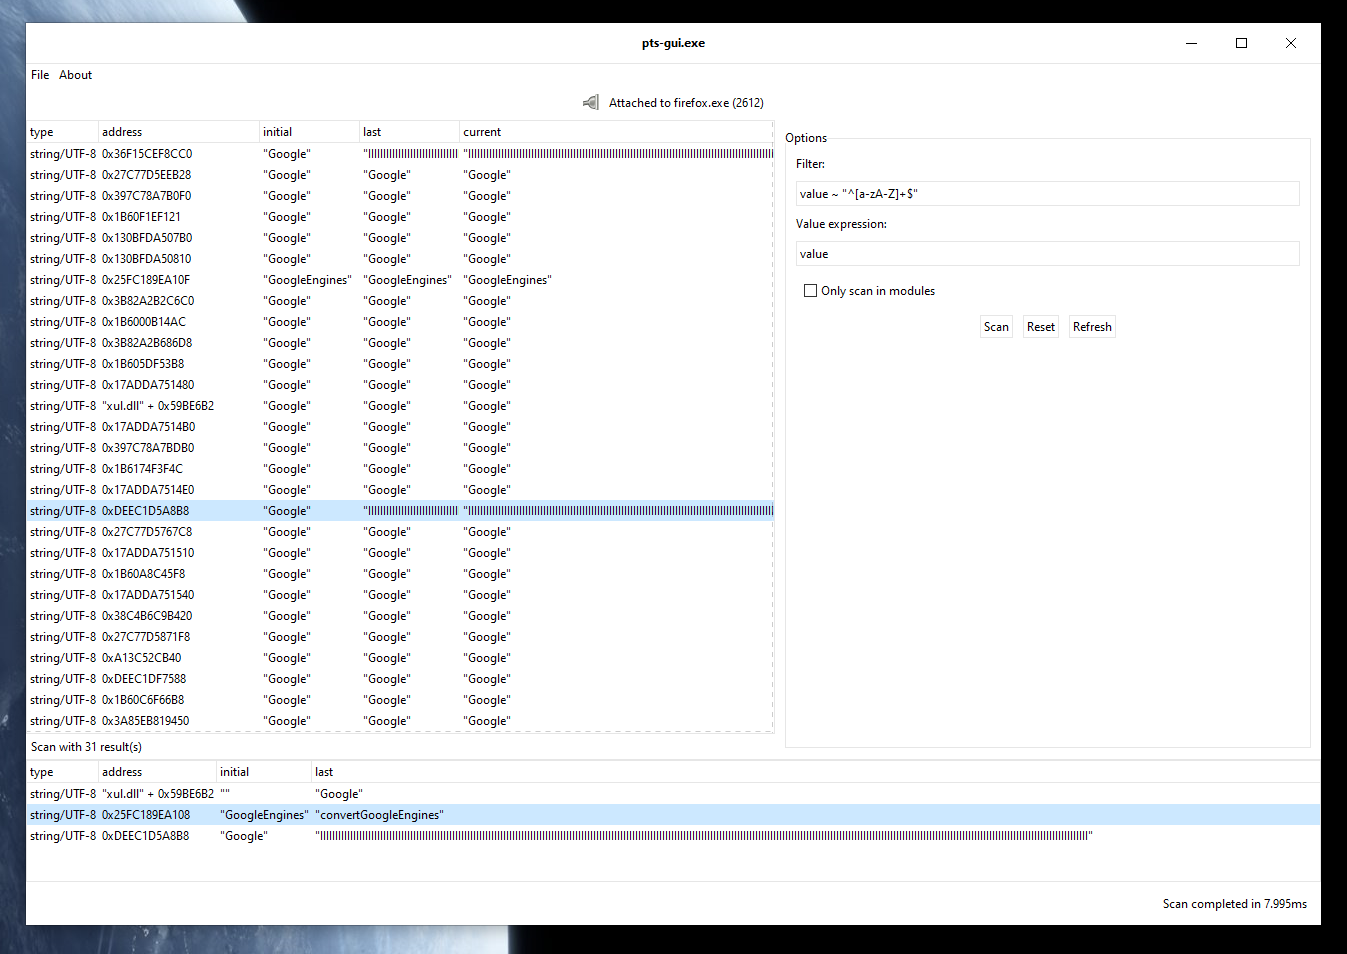 pts-gui.exe
File About
Attached to firefox.exe (2612)
type address initial last current
string/UTF-8 0x36F15CEF8CC0 "Google"
string/UTF-8 0x27C77D5EEB28 "Google" "Google" "Google"
string/UTF-8 0x397C78A7B0F0 "Google" "Google" "Google"
string/UTF-8 0x1B60F1EF121 "Google" "Google" "Google"
string/UTF-8 0x130BFDA507B0 "Google" "Google" "Google"
string/UTF-8 0x130BFDA50810 "Google" "Google" "Google"
string/UTF-8 0x25FC189EA10F "GoogleEngines" "GoogleEngines" "GoogleEngines"
string/UTF-8 0x3B82A2B2C6C0 "Google" "Google" "Google"
string/UTF-8 0x1B6000B14AC "Google" "Google" "Google"
string/UTF-8 0x3B82A2B686D8 "Google" "Google" "Google"
string/UTF-8 0x1B605DF53B8 "Google" "Google" "Google"
string/UTF-8 0x17ADDA751480 "Google" "Google" "Google"
string/UTF-8 "xul.dll" + 0x59BE6B2 "Google" "Google" "Google"
string/UTF-8 0x17ADDA7514B0 "Google" "Google" "Google"
string/UTF-8 0x397C78A7BDB0 "Google" "Google" "Google"
string/UTF-8 0x1B6174F3F4C "Google" "Google" "Google"
string/UTF-8 0x17ADDA7514E0 "Google" "Google" "Google"
string/UTF-8 0xDEEC1D5A8B8 "Google"
string/UTF-8 0x27C77D5767C8 "Google" "Google" "Google"
string/UTF-8 0x17ADDA751510 "Google" "Google" "Google"
string/UTF-8 0x1B60A8C45F8 "Google" "Google" "Google"
string/UTF-8 0x17ADDA751540 "Google" "Google" "Google"
string/UTF-8 0x38C4B6C9B420 "Google" "Google" "Google"
string/UTF-8 0x27C77D5871F8 "Google" "Google" "Google"
string/UTF-8 0xA13C52CB40 "Google" "Google" "Google"
string/UTF-8 0xDEEC1DF7588 "Google" "Google" "Google"
string/UTF-8 0x1B60C6F66B8 "Google" "Google" "Google"
string/UTF-8 0x3A85EB819450 "Google" "Google" "Google"
Scan with 31 result(s)
Options
Filter:
value ~ "^[a-zA-Z]+$"
Value expression:
value
Only scan in modules
Scan Reset Refresh
type address initial last
string/UTF-8 "xul.dll" + 0x59BE6B2 "" "Google"
string/UTF-8 0x25FC189EA108 "GoogleEngines" "convertGoogleEngines"
string/UTF-8 0xDEEC1D5A8B8 "Google"
Scan completed in 7.995ms